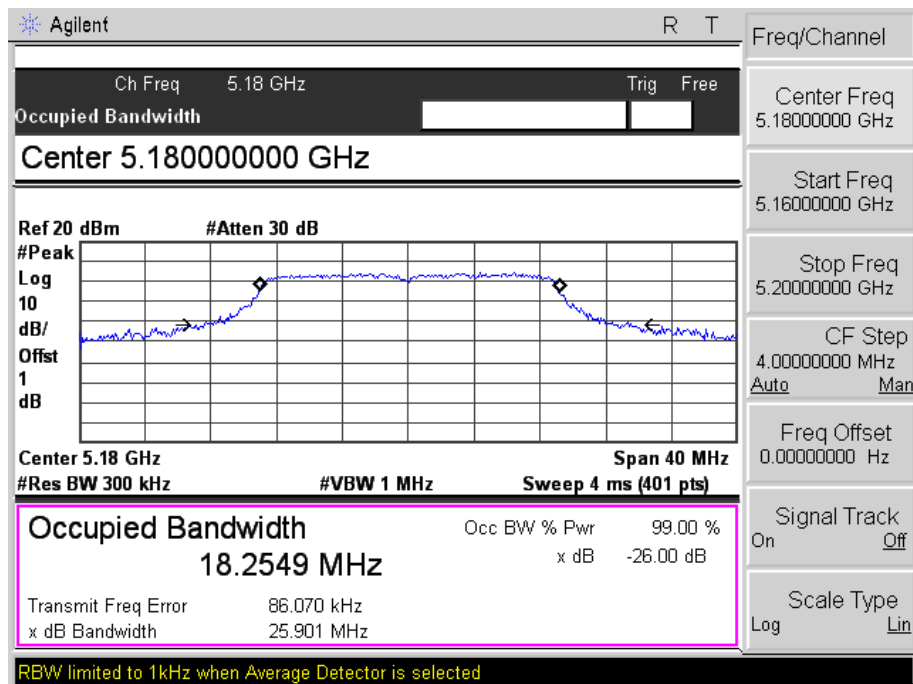 Agilent R T
Ch Freq 5.18 GHz Trig Free
Occupied Bandwidth
Center 5.180000000 GHz
Ref 20 dBm #Atten 30 dB
#Peak
Log
10
dB/
Offst
1
dB
Center 5.18 GHz Span 40 MHz
#Res BW 300 kHz #VBW 1 MHz Sweep 4 ms (401 pts)
Occupied Bandwidth
18.2549 MHz
Occ BW % Pwr 99.00 %
x dB -26.00 dB
Transmit Freq Error 86.070 kHz
x dB Bandwidth 25.901 MHz
RBW limited to 1kHz when Average Detector is selected
Freq/Channel
Center Freq
5.18000000 GHz
Start Freq
5.16000000 GHz
Stop Freq
5.20000000 GHz
CF Step
4.00000000 MHz
Auto Man
Freq Offset
0.00000000 Hz
Signal Track
On Off
Scale Type
Log Lin